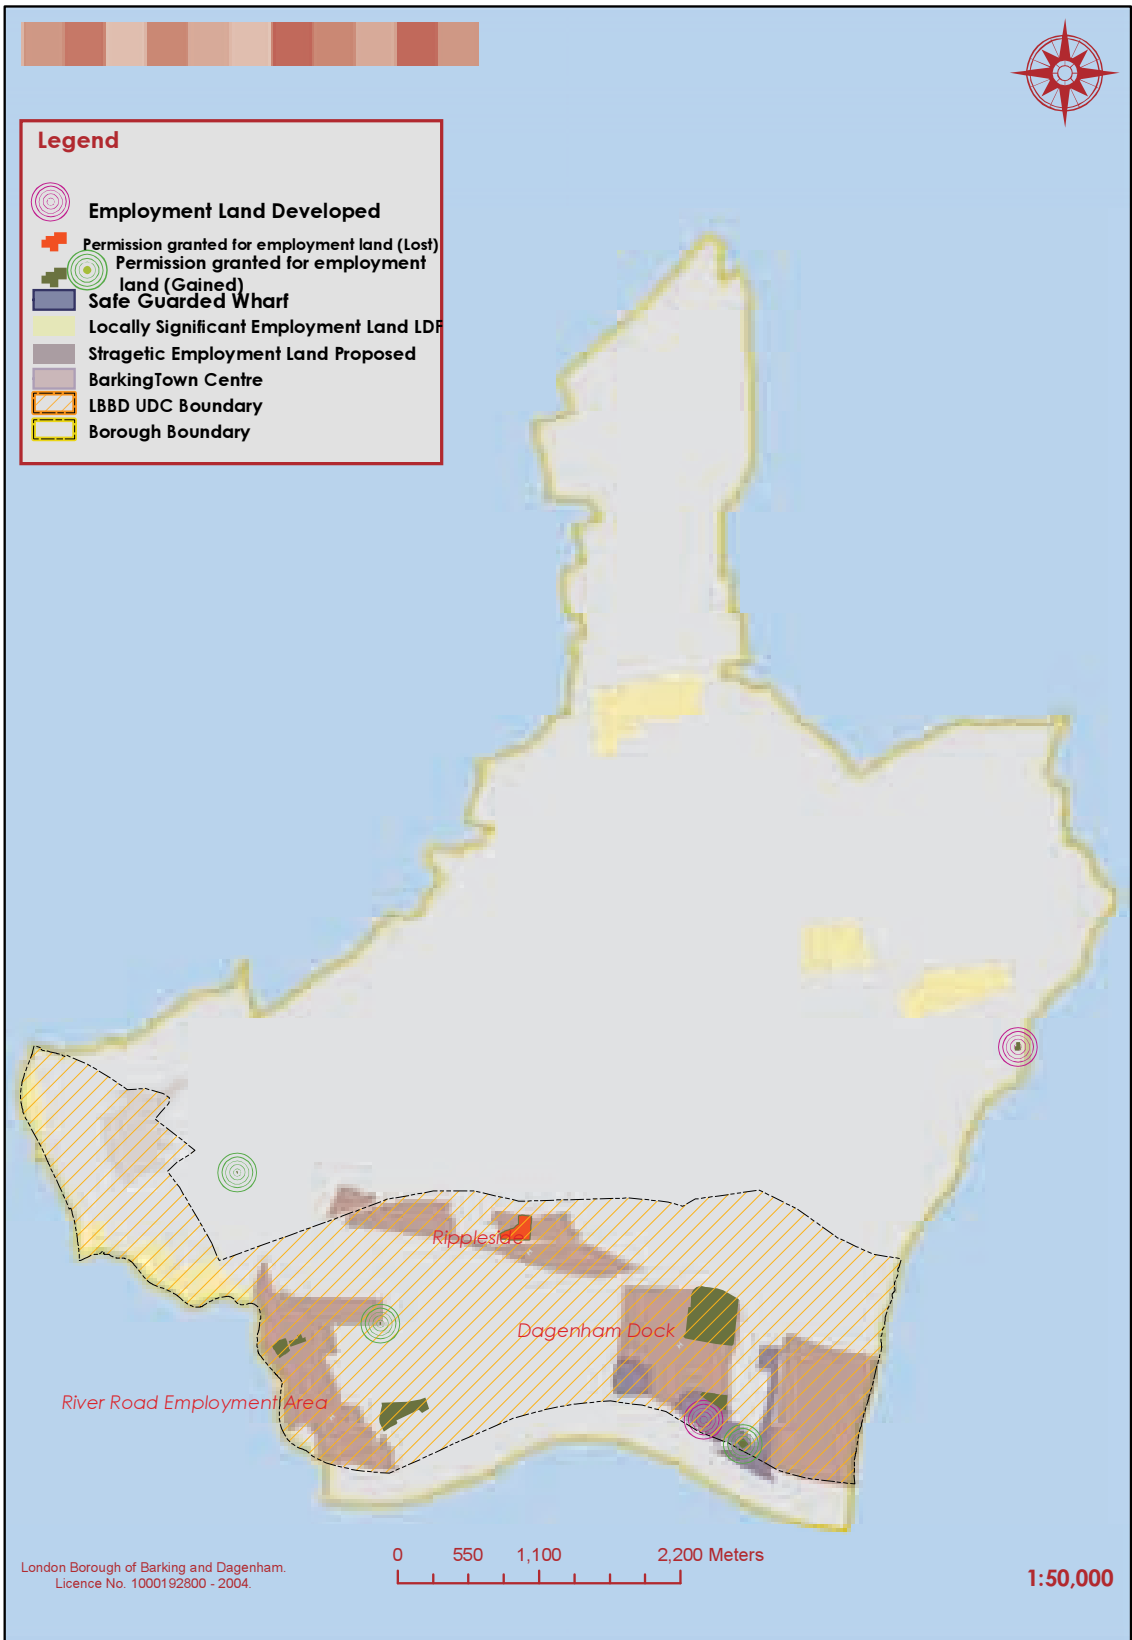 Legend
Employment Land Developed
Permission granted for employment land (Lost)
Permission granted for employment
land (Gained)
Safe Guarded Wharf
Locally Significant Employment Land LDF
Stragetic Employment Land Proposed
BarkingTown Centre
LBBD UDC Boundary
Borough Boundary
Rippleside
Dagenham Dock
River Road Employment Area
0 550 1,100 2,200 Meters
London Borough of Barking and Dagenham.
Licence No. 1000192800 - 2004.
1:50,000